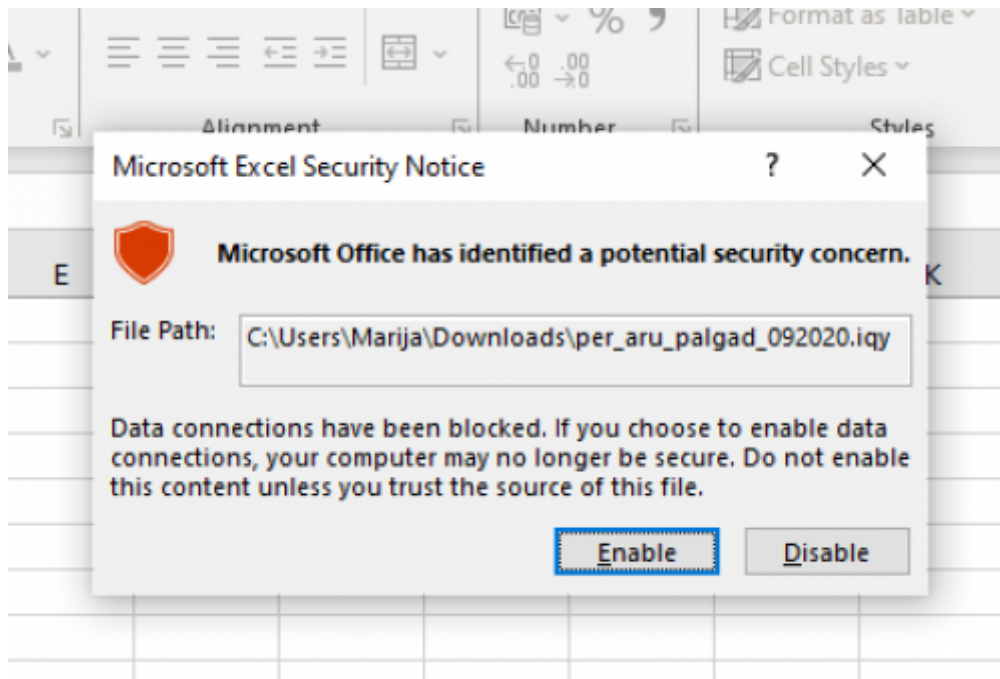 Format as Table
Cell Styles
Alignment
Number
Styles
Microsoft Excel Security Notice
Microsoft Office has identified a potential security concern.
E
K
File Path:
C:\Users\Marija\Downloads\per_aru_palgad_092020.iqy
Data connections have been blocked. If you choose to enable data
connections, your computer may no longer be secure. Do not enable
this content unless you trust the source of this file.
Enable
Disable